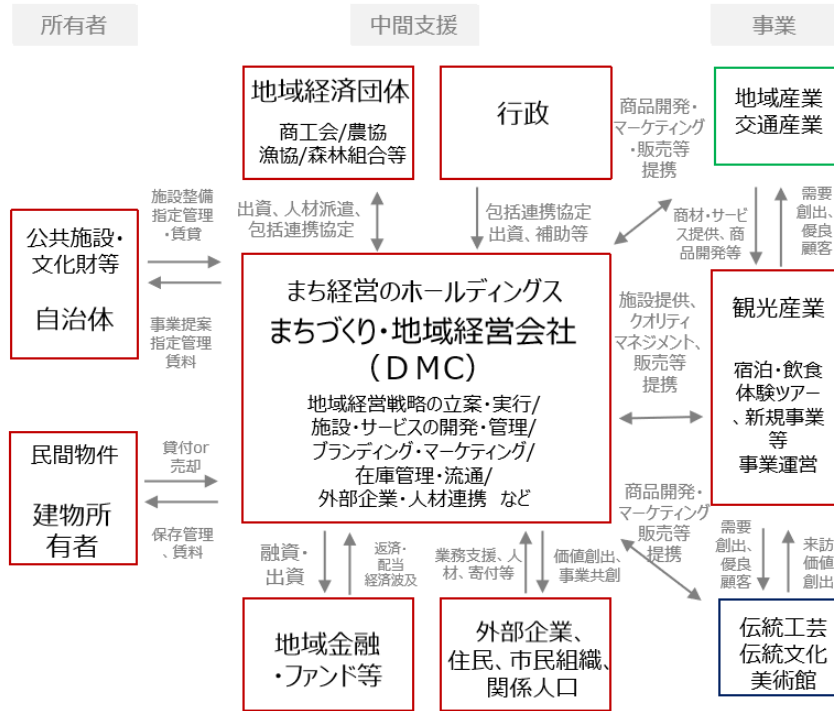 所有者
中間支援
事業
地域経済団体
商工会/農協
漁協/森林組合等
行政
商品開発・
マーケティング
・販売等
提携
地域産業
交通産業
施設整備
指定管理
・賃貸
出資、人材派遣、
包括連携協定
包括連携協定
出資、補助等
商材・サービ
ス提供、商
品開発等
需要
創出、
優良
顧客
公共施設・
文化財等
自治体
事業提案
指定管理
賃料
まち経営のホールディングス
まちづくり・地域経営会社
(DMC)
地域経営戦略の立案・実行/
施設・サービスの開発・管理/
ブランディング・マーケティング/
在庫管理・流通/
外部企業・人材連携 など
施設提供、
クオリティ
マネジメント、
販売等
提携
観光産業
宿泊・飲食
体験ツアー
、新規事業
等
事業運営
民間物件
建物所
有者
貸付or
売却
保存管理
、賃料
商品開発・
マーケティング
販売等
提携
融資・
出資
返済・
配当
経済波及
業務支援、人
材、寄付等
価値創出、
事業共創
需要
創出、
優良
顧客
来訪
価値
創出
地域金融
・ファンド等
外部企業、
住民、市民組織、
関係人口
伝統工芸
伝統文化
美術館